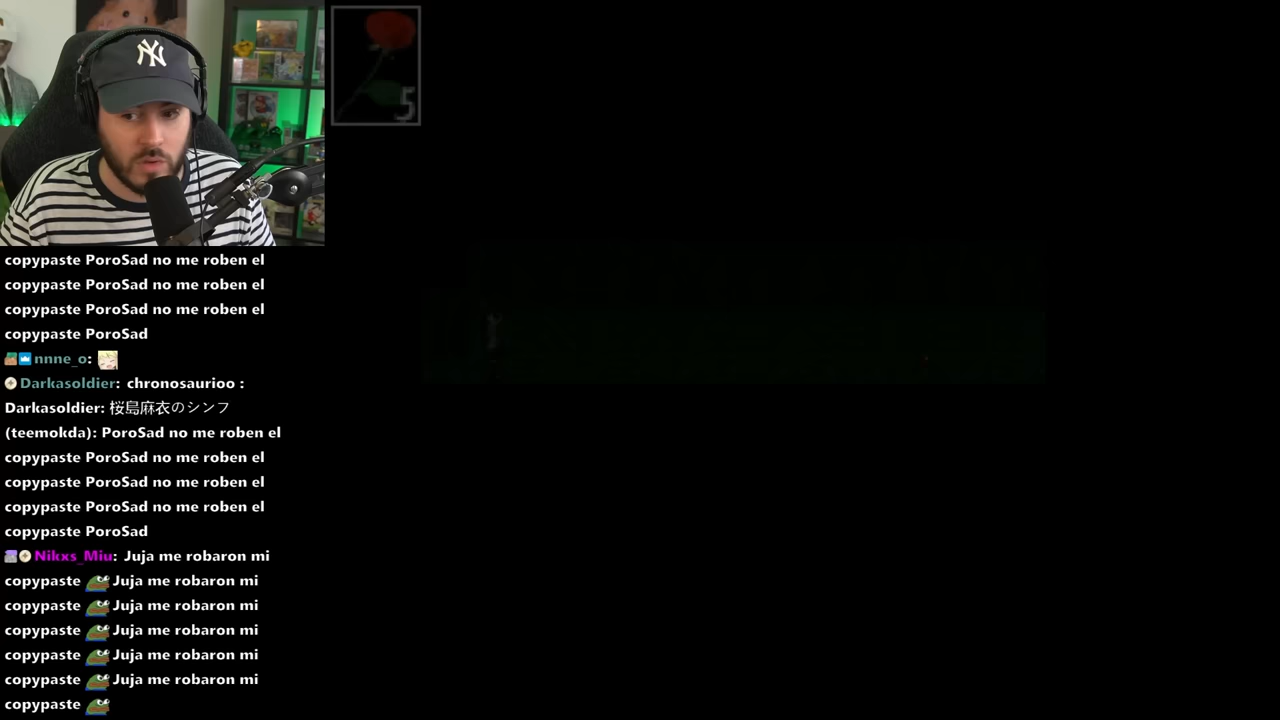 NY
5
copypaste PoroSad no me roben el
copypaste PoroSad no me roben el
copypaste PoroSad no me roben el
copypaste PoroSad
nnne_o:
Darkasoldier: chronosaurioo :
Darkasoldier: 桜島麻衣のシンフ
(teemokda): PoroSad no me roben el
copypaste PoroSad no me roben el
copypaste PoroSad no me roben el
copypaste PoroSad no me roben el
copypaste PoroSad
Nikxs_Miu: Juja me robaron mi
copypaste Juja me robaron mi
copypaste Juja me robaron mi
copypaste Juja me robaron mi
copypaste Juja me robaron mi
copypaste Juja me robaron mi
copypaste